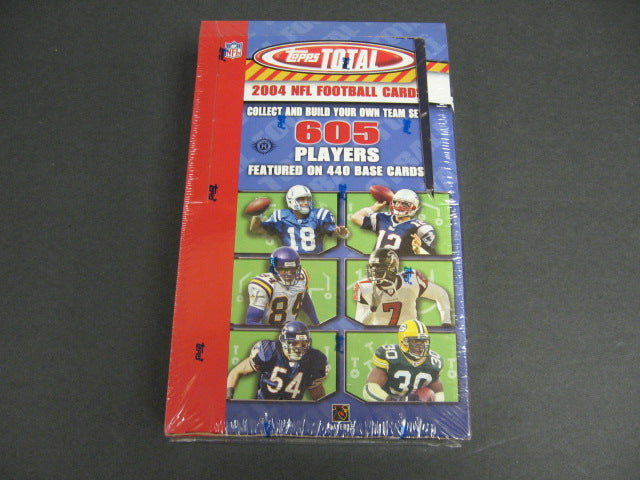 NFL
Topps TOTAL
2004 NFL FOOTBALL CARDS
COLLECT AND BUILD YOUR OWN TEAM SE
605
PLAYERS
FEATURED ON 440 BASE CARDS
18
12
84
7
54
30
PLAYERS